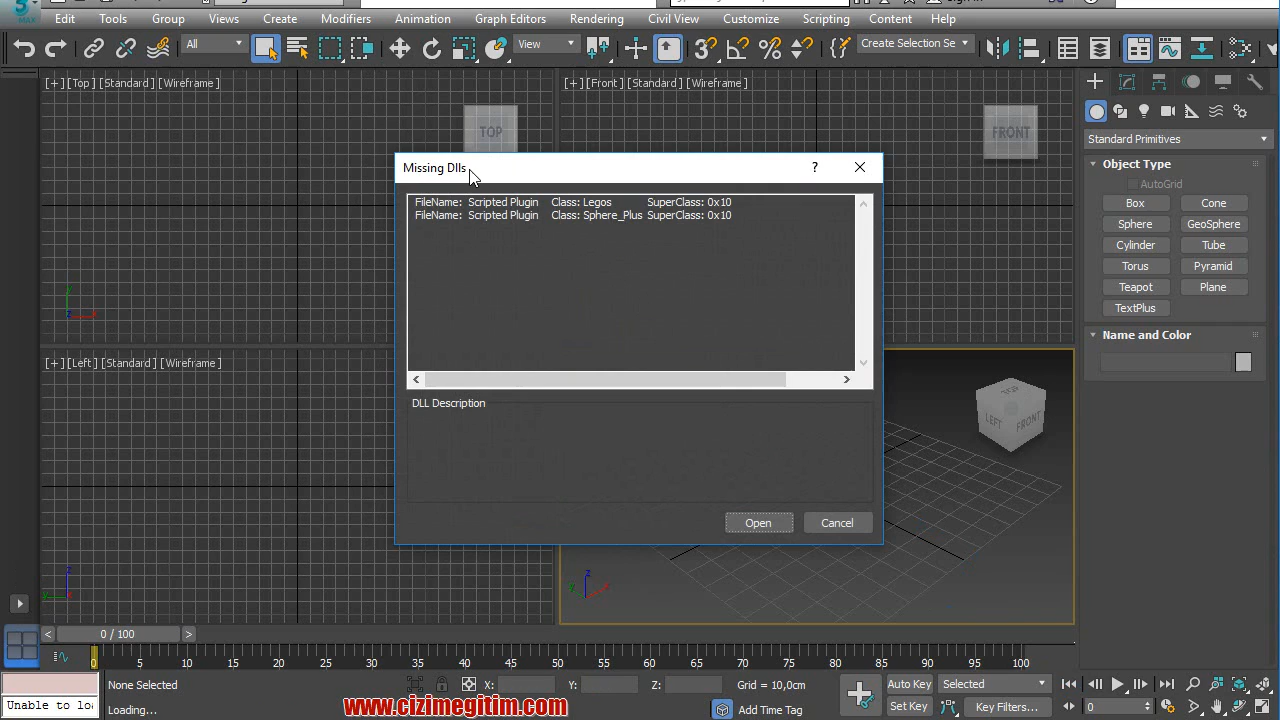 MAX
Edit Tools Group Views Create Modifiers Animation Graph Editors Rendering Civil View Customize Scripting Content Help
All View Create Selection Se
[+] [Top] [Standard] [Wireframe] [+] [Front] [Standard] [Wireframe]
TOP FRONT
Standard Primitives
Object Type
AutoGrid
Box Cone
Sphere GeoSphere
Cylinder Tube
Torus Pyramid
Teapot Plane
TextPlus
Name and Color
Missing Dlls ?
FileName: Scripted Plugin Class: Legos SuperClass: 0x10
FileName: Scripted Plugin Class: Sphere_Plus SuperClass: 0x10
DLL Description
Open Cancel
y x
z
[+] [Left] [Standard] [Wireframe]
TOP
LEFT FRONT
z
y x
z
y x
< 0 / 100 >
0 5 10 15 20 25 30 35 40 45 50 55 60 65 70 75 80 85 90 95 100
None Selected X: Y: Z: Grid = 10,0cm Auto Key Selected
Unable to loa Loading... www.cizimegitim.com Add Time Tag Set Key Key Filters... 0